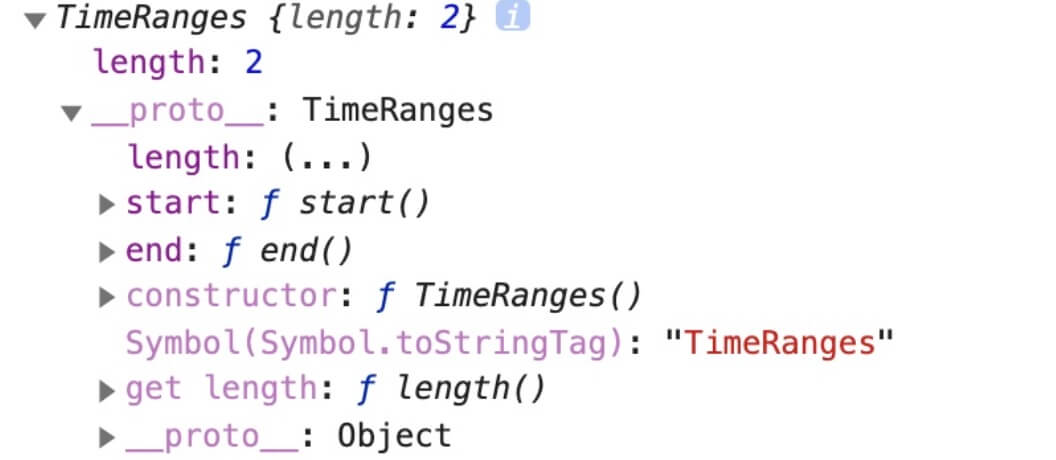 ▼ TimeRanges {length: 2} i
length: 2
▼ __proto__: TimeRanges
length: (...)
▶ start: ƒ start()
▶ end: ƒ end()
▶ constructor: ƒ TimeRanges()
Symbol(Symbol.toStringTag): "TimeRanges"
▶ get length: ƒ length()
▶ __proto__: Object